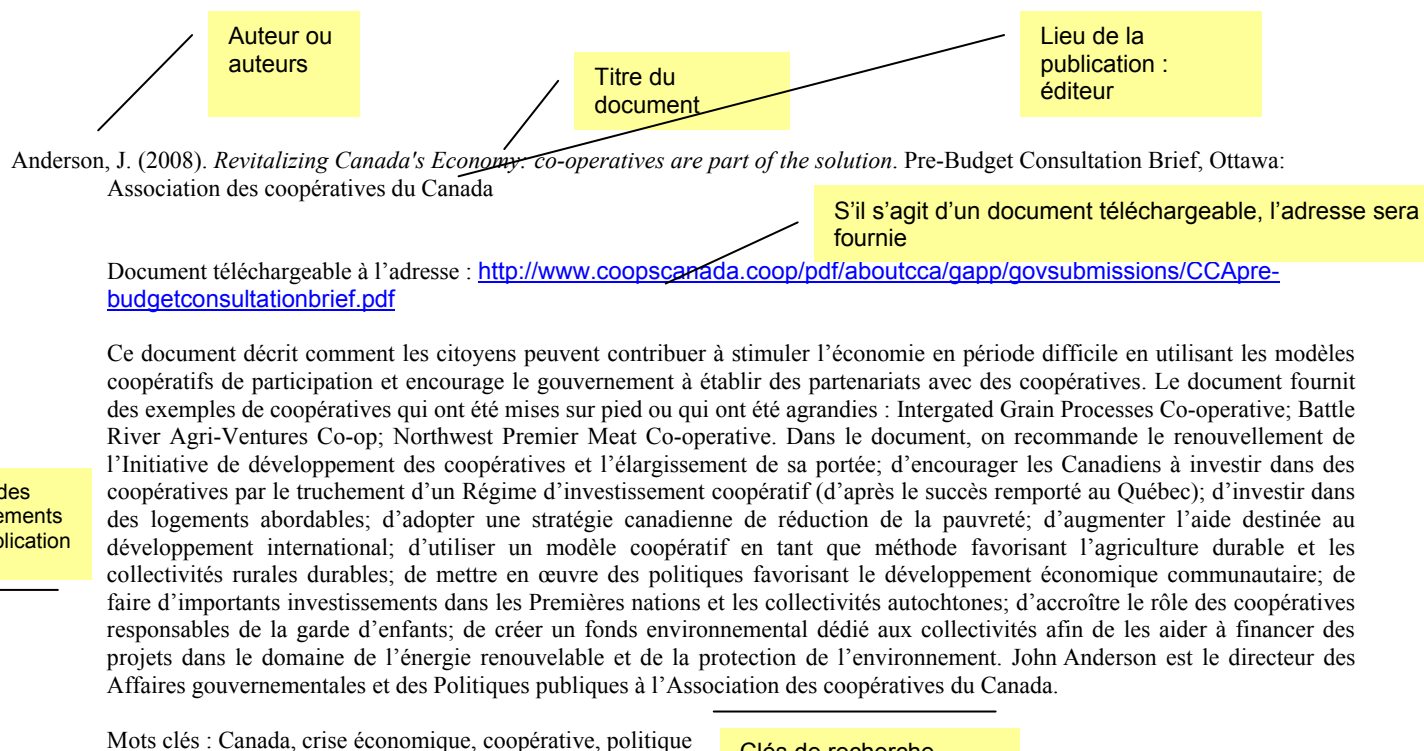 Auteur ou
auteurs
Titre du
document
Lieu de la
publication :
éditeur
Anderson, J. (2008). Revitalizing Canada's Economy: co-operatives are part of the solution. Pre-Budget Consultation Brief, Ottawa:
Association des coopératives du Canada
S’il s’agit d’un document téléchargeable, l’adresse sera
fournie
Document téléchargeable à l’adresse : http://www.coopscanada.coop/pdf/aboutcca/gapp/govsubmissions/CCApre-
budgetconsultationbrief.pdf
Ce document décrit comment les citoyens peuvent contribuer à stimuler l’économie en période difficile en utilisant les modèles
coopératifs de participation et encourage le gouvernement à établir des partenariats avec des coopératives. Le document fournit
des exemples de coopératives qui ont été mises sur pied ou qui ont été agrandies : Intergated Grain Processes Co-operative; Battle
River Agri-Ventures Co-op; Northwest Premier Meat Co-operative. Dans le document, on recommande le renouvellement de
l’Initiative de développement des coopératives et l’élargissement de sa portée; d’encourager les Canadiens à investir dans des
coopératives par le truchement d’un Régime d’investissement coopératif (d’après le succès remporté au Québec); d’investir dans
des logements abordables; d’adopter une stratégie canadienne de réduction de la pauvreté; d’augmenter l’aide destinée au
développement international; d’utiliser un modèle coopératif en tant que méthode favorisant l’agriculture durable et les
collectivités rurales durables; de mettre en œuvre des politiques favorisant le développement économique communautaire; de
faire d’importants investissements dans les Premières nations et les collectivités autochtones; d’accroître le rôle des coopératives
responsables de la garde d’enfants; de créer un fonds environnemental dédié aux collectivités afin de les aider à financer des
projets dans le domaine de l’énergie renouvelable et de la protection de l’environnement. John Anderson est le directeur des
Affaires gouvernementales et des Politiques publiques à l’Association des coopératives du Canada.
des
ements
lication
Mots clés : Canada, crise économique, coopérative, politique
Clés de recherche